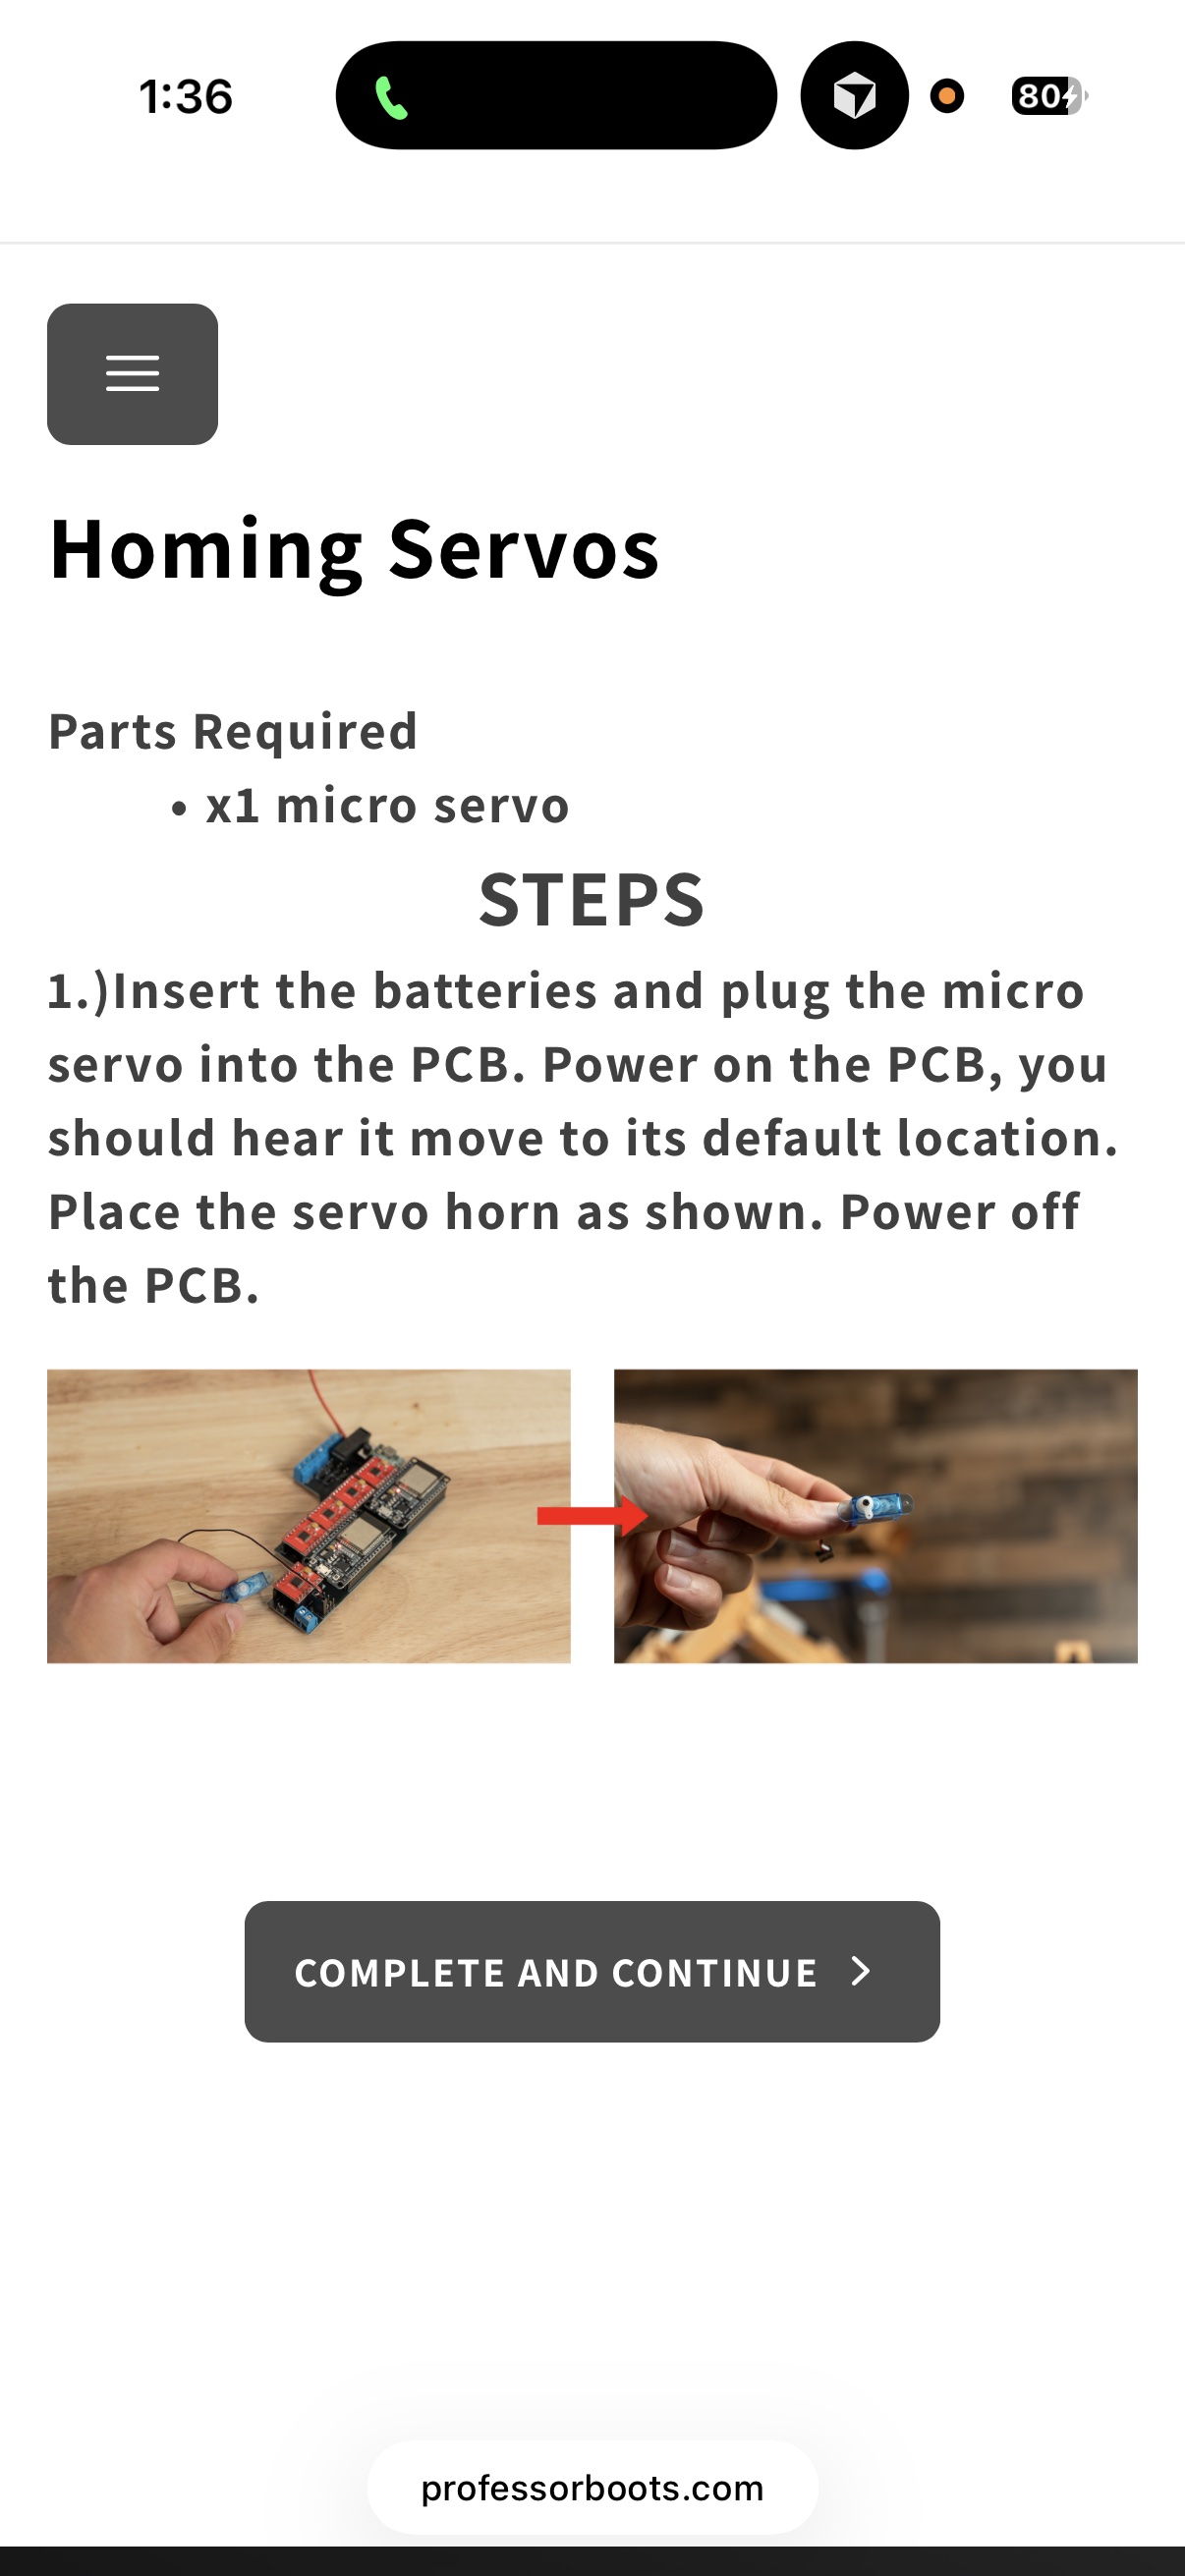 1:36
80
Homing Servos
Parts Required
• x1 micro servo
STEPS
1.)Insert the batteries and plug the micro
servo into the PCB. Power on the PCB, you
should hear it move to its default location.
Place the servo horn as shown. Power off
the PCB.
COMPLETE AND CONTINUE
professorboots.com